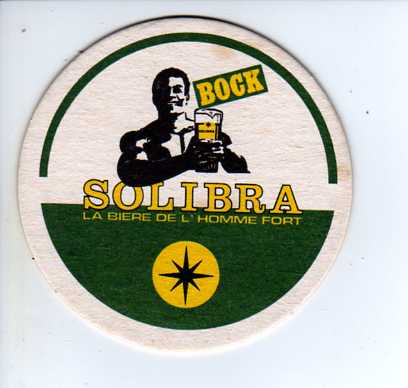 BOCK
SOLIBRA
LA BIERE DE L'HOMME FORT